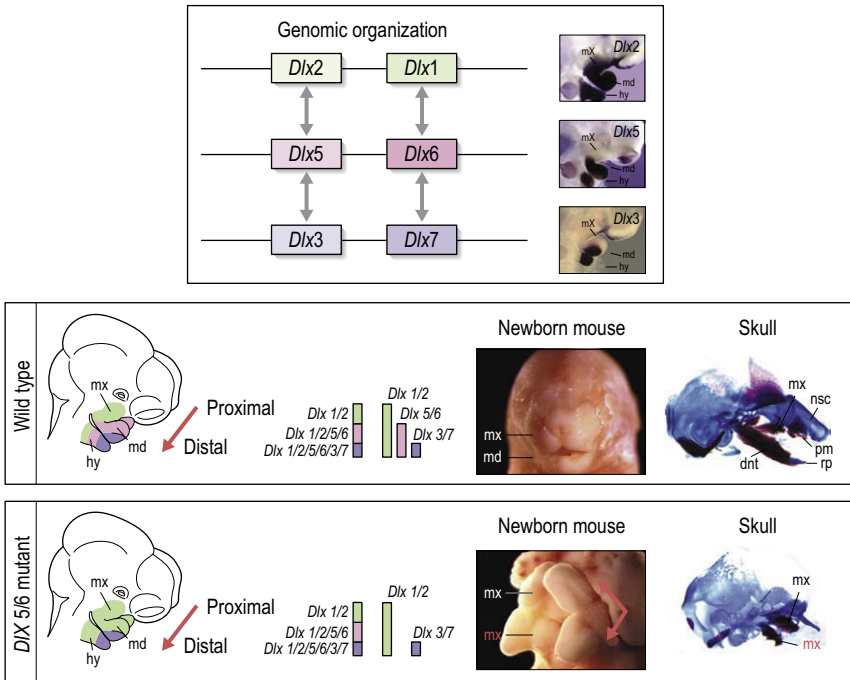 Genomic organization
Dlx2 Dlx1
Dlx5 Dlx6
Dlx3 Dlx7
Dlx2
mX
md
hy
Dlx5
mX
md
hy
Dlx3
mX
md
hy
Wild type
mx
md
hy
Proximal
Distal
Dlx 1/2
Dlx 1/2/5/6
Dlx 1/2/5/6/3/7
Dlx 1/2
Dlx 5/6
Dlx 3/7
Newborn mouse
mx
md
Skull
mx
nsc
pm
rp
dnt
DlX 5/6 mutant
mx
md
hy
Proximal
Distal
Dlx 1/2
Dlx 1/2/5/6
Dlx 1/2/5/6/3/7
Dlx 1/2
Dlx 3/7
Newborn mouse
mx
mx
Skull
mx
mx